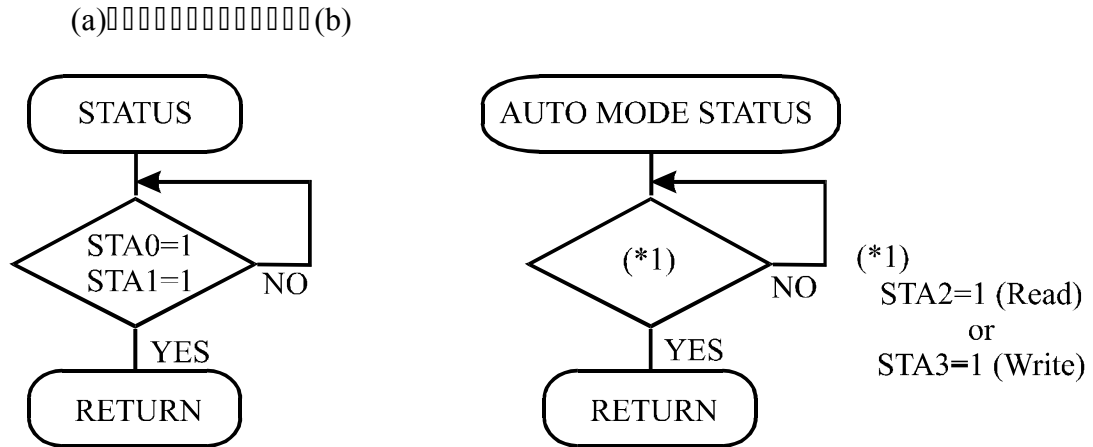 (a) (b)
STATUS
STA0=1
STA1=1
NO
YES
RETURN
AUTO MODE STATUS
(*1)
NO
YES
RETURN
(*1)
STA2=1 (Read)
or
STA3=1 (Write)